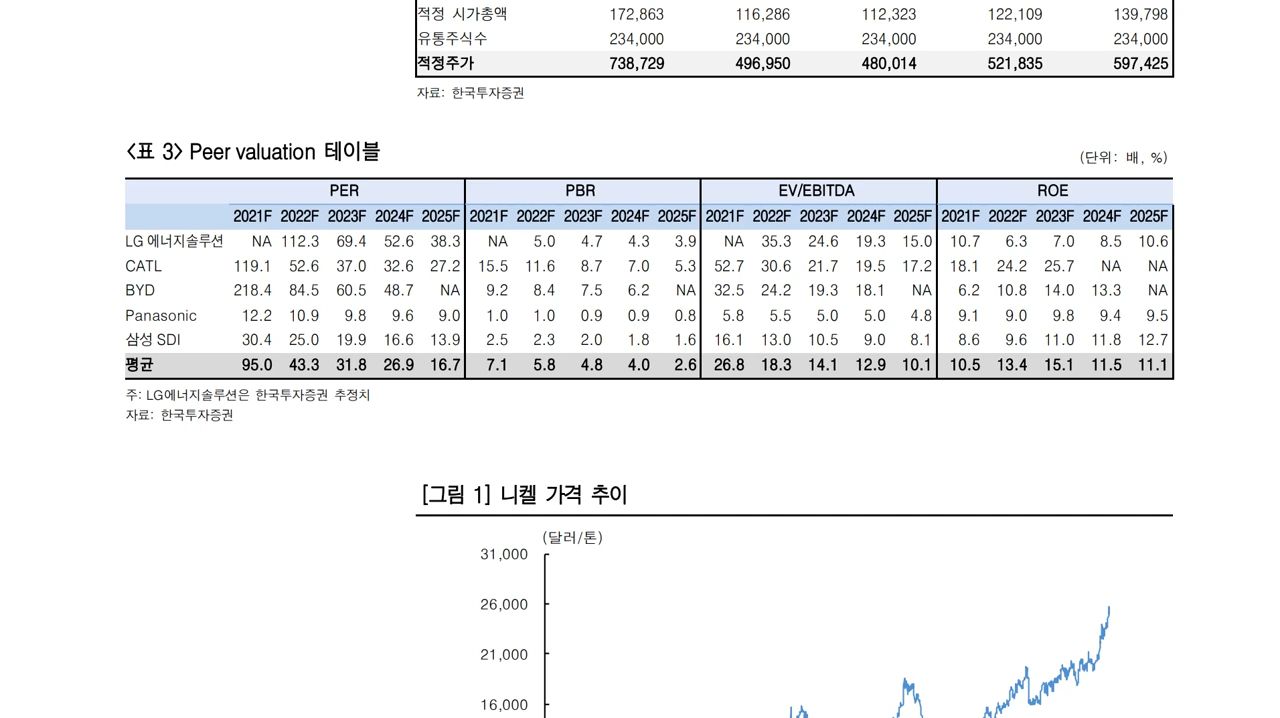 적정 시가총액 172,863 116,286 112,323 122,109 139,798
유통주식수 234,000 234,000 234,000 234,000 234,000
적정주가 738,729 496,950 480,014 521,835 597,425
자료: 한국투자증권
<표 3> Peer valuation 테이블
(단위: 배, %)
PER PBR EV/EBITDA ROE
2021F 2022F 2023F 2024F 2025F 2021F 2022F 2023F 2024F 2025F 2021F 2022F 2023F 2024F 2025F 2021F 2022F 2023F 2024F 2025F
LG 에너지솔루션 NA 112.3 69.4 52.6 38.3 NA 5.0 4.7 4.3 3.9 NA 35.3 24.6 19.3 15.0 10.7 6.3 7.0 8.5 10.6
CATL 119.1 52.6 37.0 32.6 27.2 15.5 11.6 8.7 7.0 5.3 52.7 30.6 21.7 19.5 17.2 18.1 24.2 25.7 NA NA
BYD 218.4 84.5 60.5 48.7 NA 9.2 8.4 7.5 6.2 NA 32.5 24.2 19.3 18.1 NA 6.2 10.8 14.0 13.3 NA
Panasonic 12.2 10.9 9.8 9.6 9.0 1.0 1.0 0.9 0.9 0.8 5.8 5.5 5.0 5.0 4.8 9.1 9.0 9.8 9.4 9.5
삼성 SDI 30.4 25.0 19.9 16.6 13.9 2.5 2.3 2.0 1.8 1.6 16.1 13.0 10.5 9.0 8.1 8.6 9.6 11.0 11.8 12.7
평균 95.0 43.3 31.8 26.9 16.7 7.1 5.8 4.8 4.0 2.6 26.8 18.3 14.1 12.9 10.1 10.5 13.4 15.1 11.5 11.1
주: LG에너지솔루션은 한국투자증권 추정치
자료: 한국투자증권
[그림 1] 니켈 가격 추이
(달러/톤)
31,000
26,000
21,000
16,000